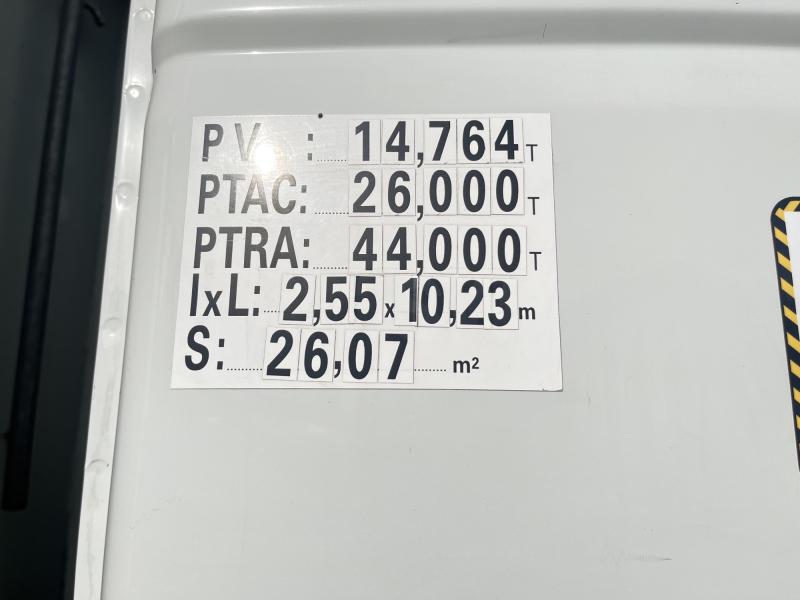 PV :......14,764 T
PTAC:......26,000 T
PTRA:......44,000 T
lxL:....2,55 x 10,23 m
S:......26,07...... m²